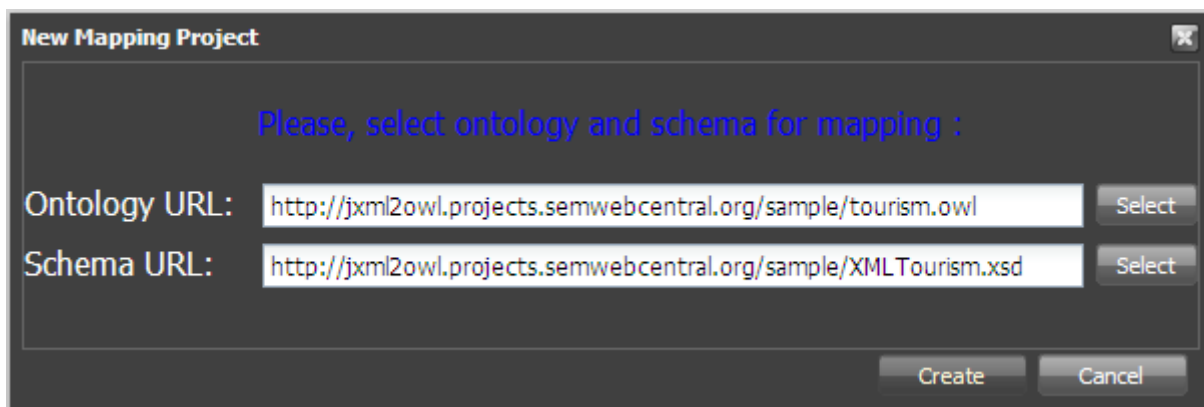 New Mapping Project
Please, select ontology and schema for mapping :
Ontology URL: http://jxml2owl.projects.semwebcentral.org/sample/tourism.owl Select
Schema URL: http://jxml2owl.projects.semwebcentral.org/sample/XMLTourism.xsd Select
Create Cancel